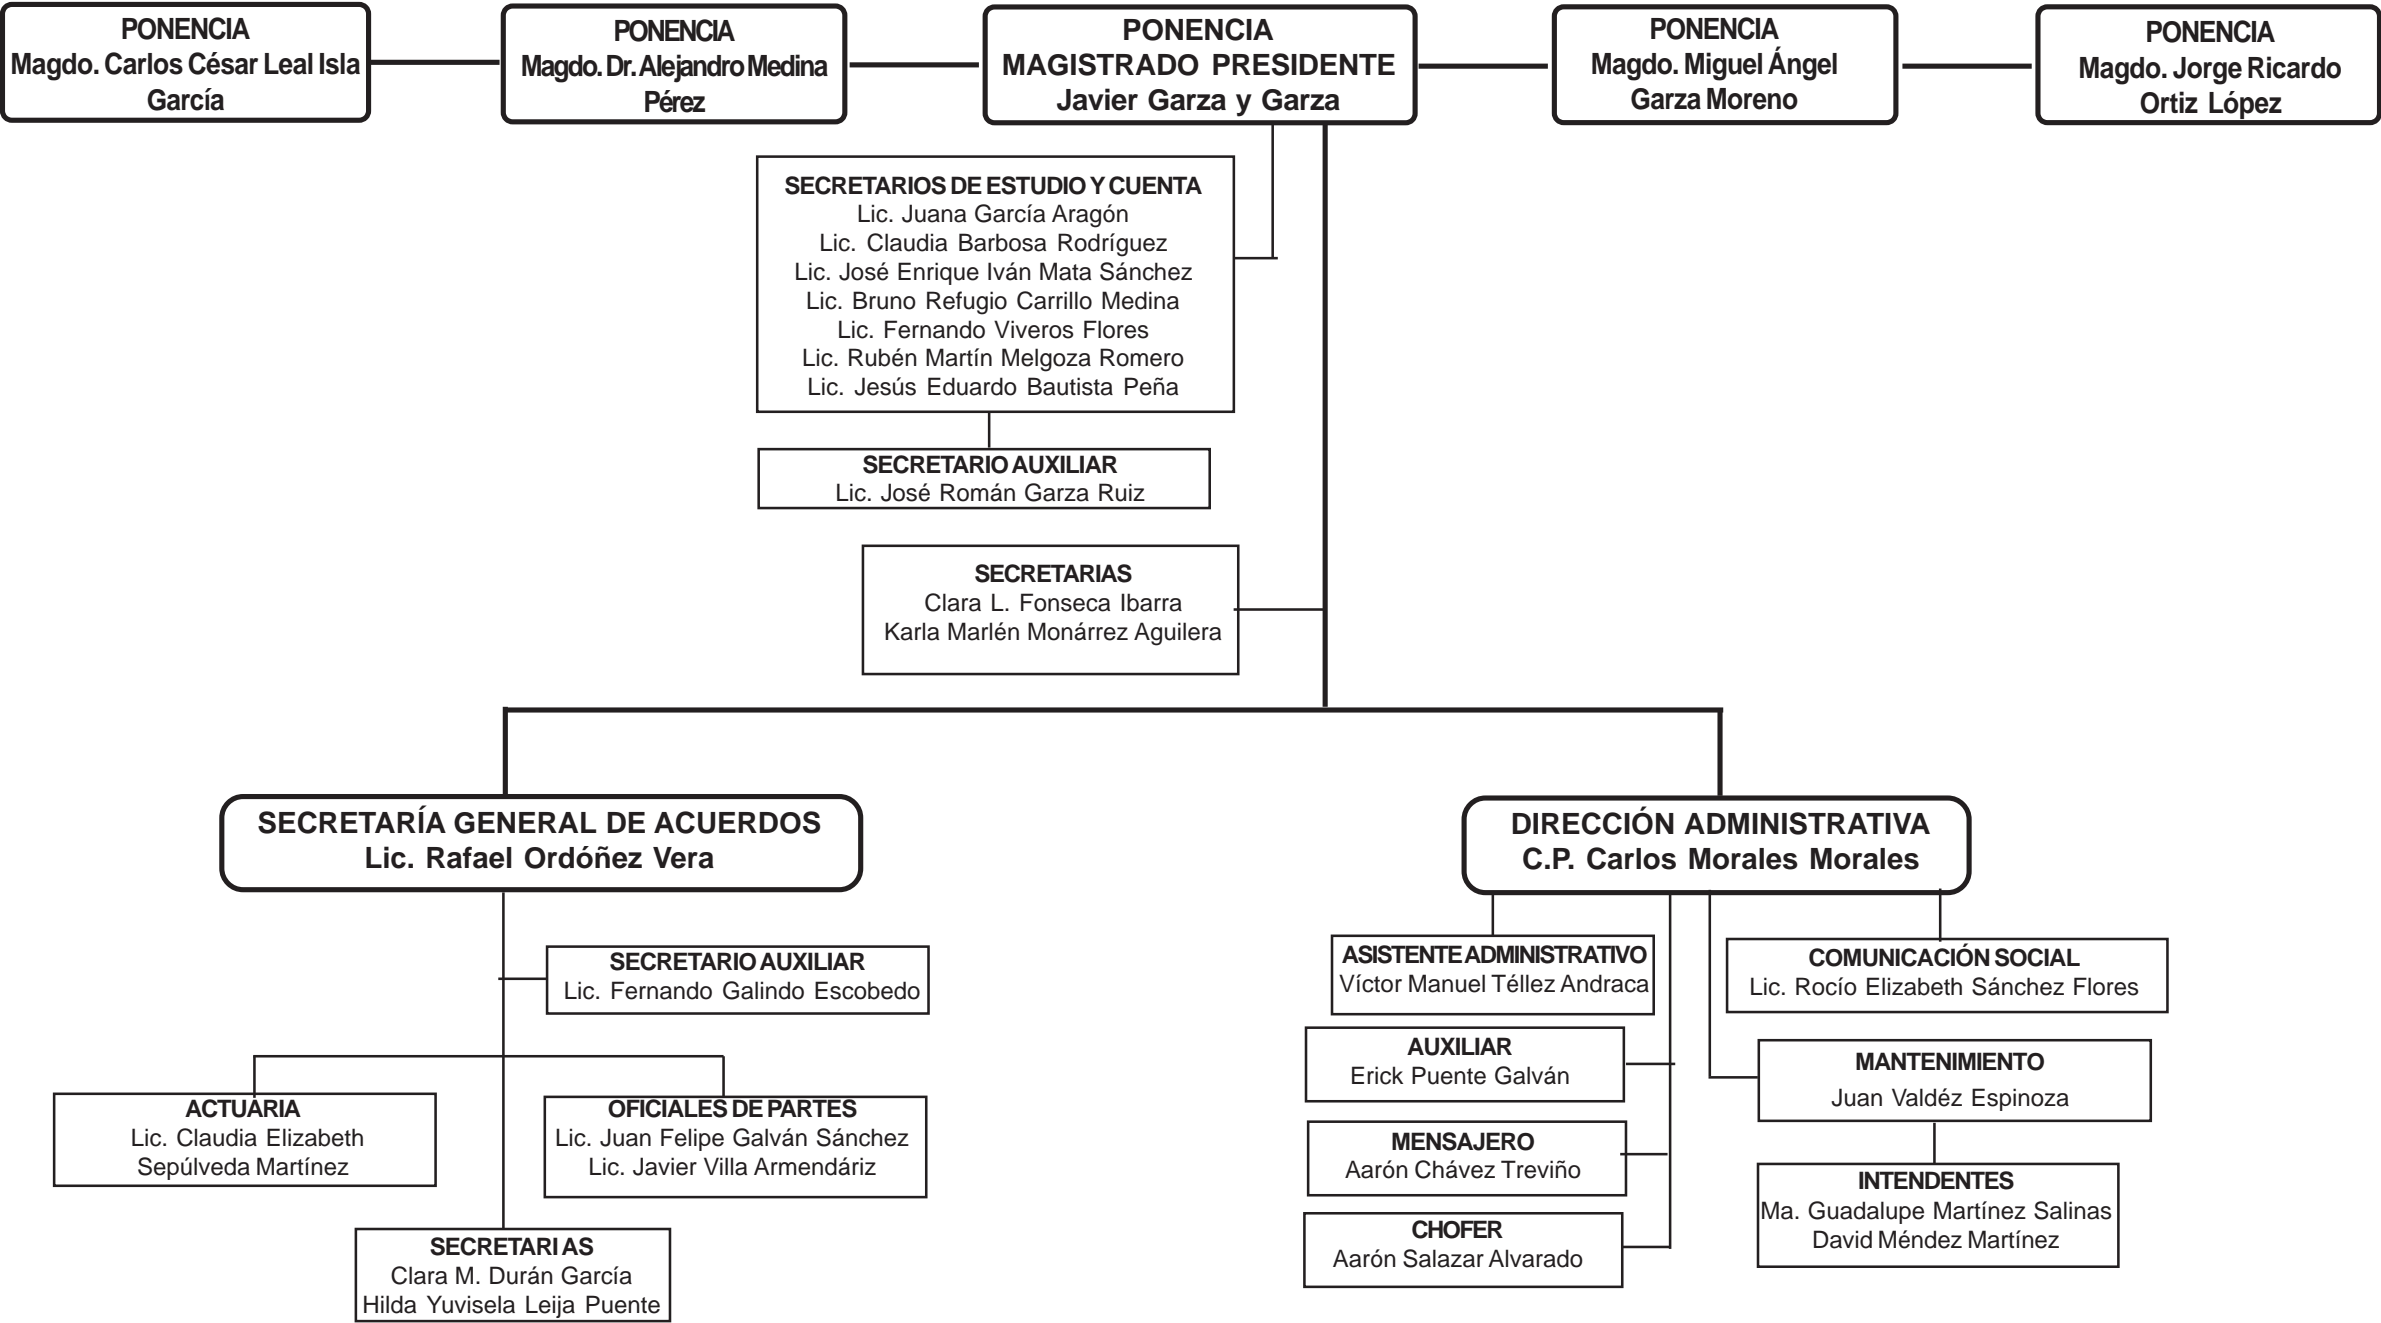 PONENCIA
Magdo. Carlos César Leal Isla
García
PONENCIA
Magdo. Dr. Alejandro Medina
Pérez
PONENCIA
MAGISTRADO PRESIDENTE
Javier Garza y Garza
PONENCIA
Magdo. Miguel Ángel
Garza Moreno
PONENCIA
Magdo. Jorge Ricardo
Ortiz López
SECRETARIOS DE ESTUDIO Y CUENTA
Lic. Juana García Aragón
Lic. Claudia Barbosa Rodríguez
Lic. José Enrique Iván Mata Sánchez
Lic. Bruno Refugio Carrillo Medina
Lic. Fernando Viveros Flores
Lic. Rubén Martín Melgoza Romero
Lic. Jesús Eduardo Bautista Peña
SECRETARIO AUXILIAR
Lic. José Román Garza Ruiz
SECRETARIAS
Clara L. Fonseca Ibarra
Karla Marlén Monárrez Aguilera
SECRETARÍA GENERAL DE ACUERDOS
Lic. Rafael Ordóñez Vera
SECRETARIO AUXILIAR
Lic. Fernando Galindo Escobedo
ACTUARIA
Lic. Claudia Elizabeth
Sepúlveda Martínez
OFICIALES DE PARTES
Lic. Juan Felipe Galván Sánchez
Lic. Javier Villa Armendáriz
SECRETARIAS
Clara M. Durán García
Hilda Yuvisela Leija Puente
DIRECCIÓN ADMINISTRATIVA
C.P. Carlos Morales Morales
ASISTENTE ADMINISTRATIVO
Víctor Manuel Téllez Andraca
AUXILIAR
Erick Puente Galván
MENSAJERO
Aarón Chávez Treviño
CHOFER
Aarón Salazar Alvarado
COMUNICACIÓN SOCIAL
Lic. Rocío Elizabeth Sánchez Flores
MANTENIMIENTO
Juan Valdéz Espinoza
INTENDENTES
Ma. Guadalupe Martínez Salinas
David Méndez Martínez